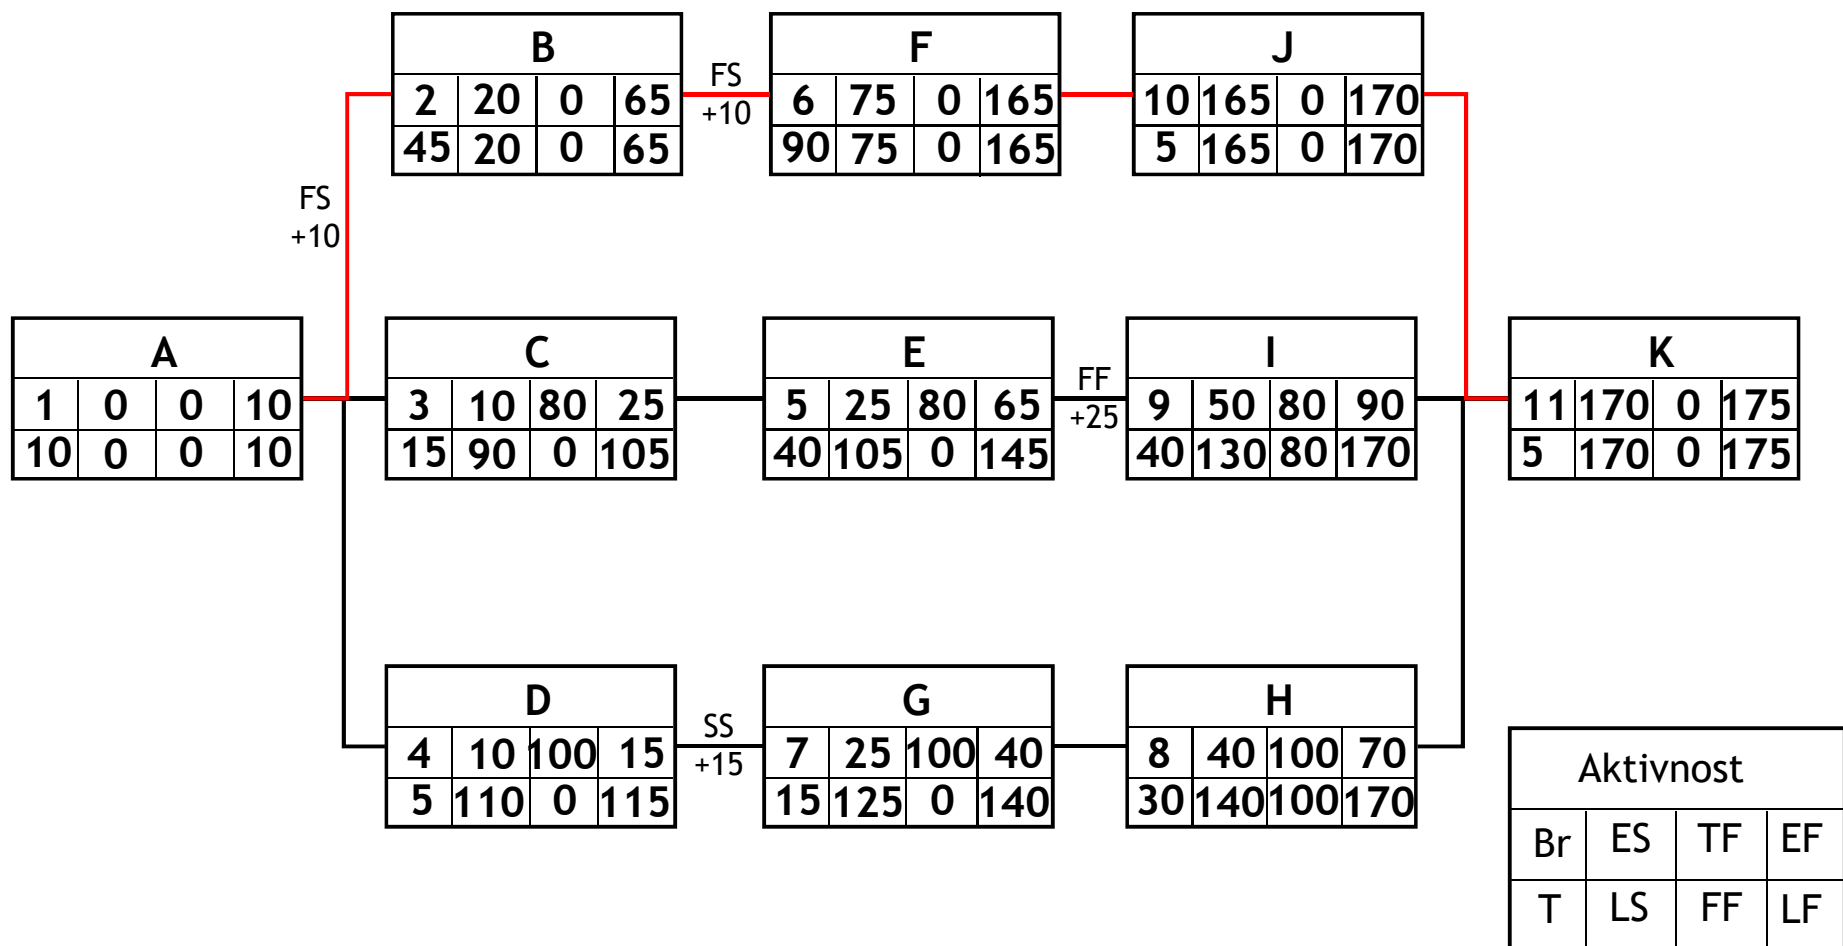 B
2 20 0 65
45 20 0 65
FS
+10
F
6 75 0 165
90 75 0 165
J
10 165 0 170
5 165 0 170
FS
+10
A
1 0 0 10
10 0 0 10
C
3 10 80 25
15 90 0 105
E
5 25 80 65
40 105 0 145
FF
+25
I
9 50 80 90
40 130 80 170
K
11 170 0 175
5 170 0 175
D
4 10 100 15
5 110 0 115
SS
+15
G
7 25 100 40
15 125 0 140
H
8 40 100 70
30 140 100 170
Aktivnost
Br ES TF EF
T LS FF LF